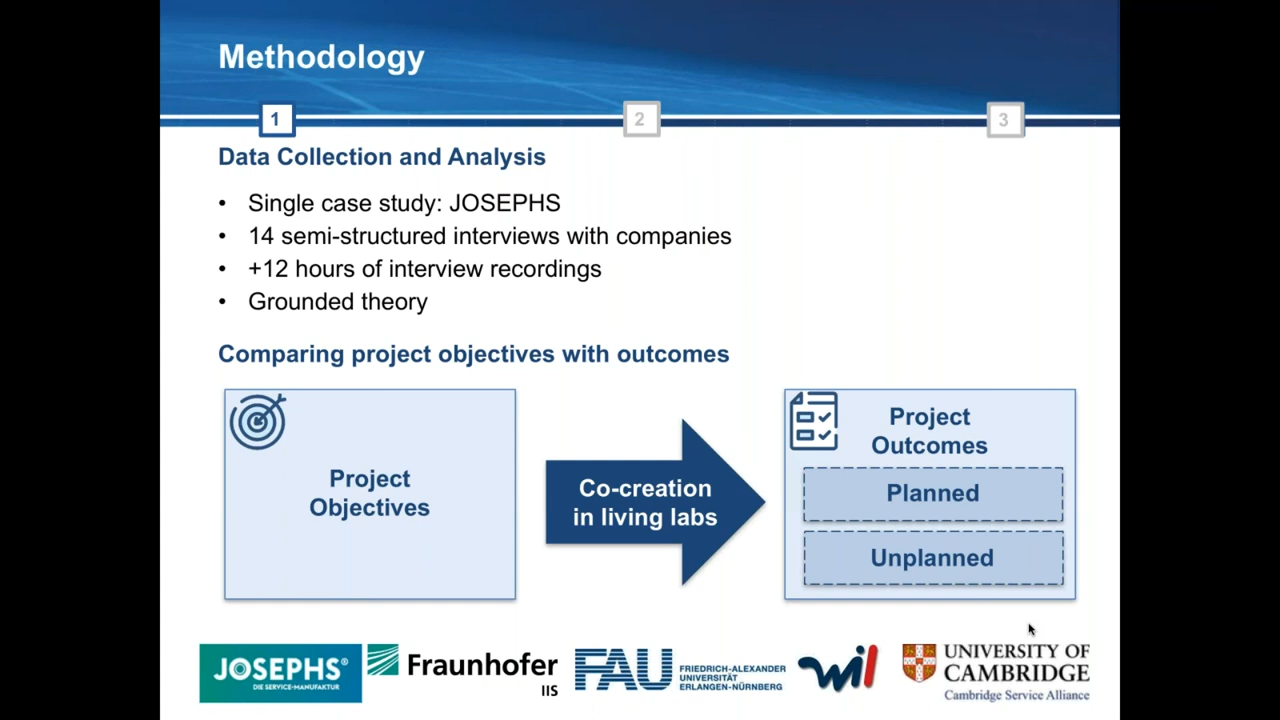 Methodology
1
2
3
Data Collection and Analysis
• Single case study: JOSEPHS
• 14 semi-structured interviews with companies
• +12 hours of interview recordings
• Grounded theory
Comparing project objectives with outcomes
Project
Objectives
Co-creation
in living labs
Project
Outcomes
Planned
Unplanned
JOSEPHS®
DIE SERVICE-MANUFAKTUR
Fraunhofer
IIS
FAU
FRIEDRICH-ALEXANDER
UNIVERSITÄT
ERLANGEN-NÜRNBERG
wi1
UNIVERSITY OF
CAMBRIDGE
Cambridge Service Alliance